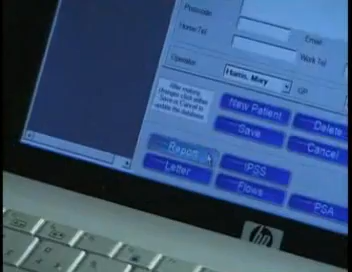 Postcode
Home Tel
Email
Work Tel
Operator
Harris, Mary
GP
After making
changes click either
Save or Cancel to
update the database
New Patient
Delete
Save
Cancel
Report
Letter
IPSS
Flows
PSA
hp